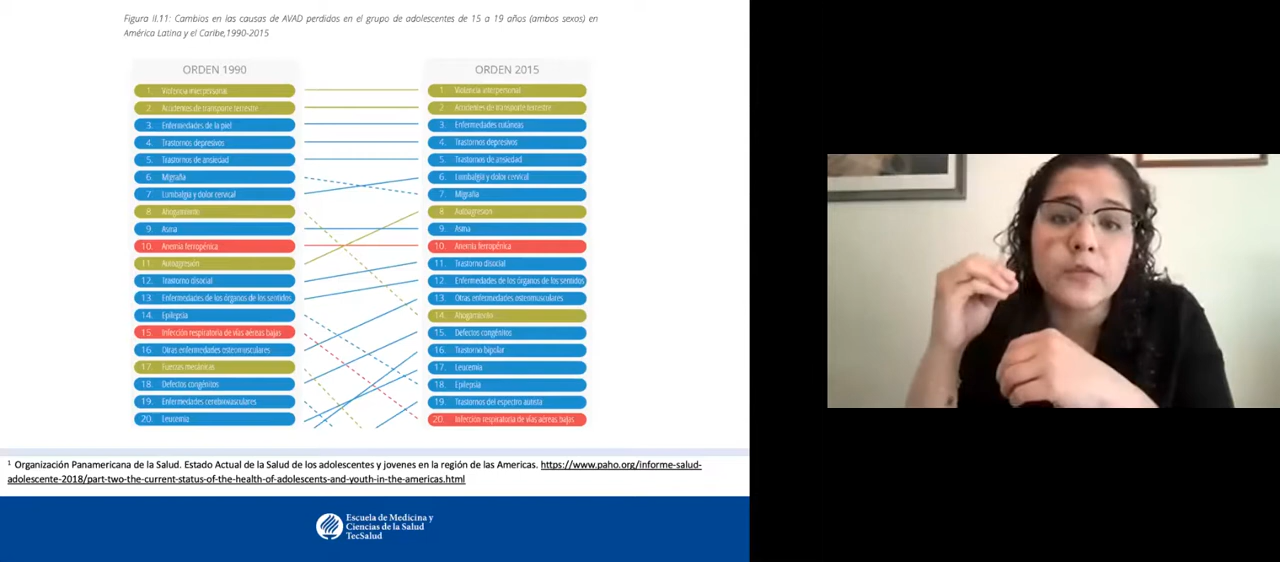 Figura II.11: Cambios en las causas de AVAD perdidos en el grupo de adolescentes de 15 a 19 años (ambos sexos) en
América Latina y el Caribe,1990-2015
ORDEN 1990
1. Violencia interpersonal
2. Accidentes de transporte terrestre
3. Enfermedades de la piel
4. Trastornos depresivos
5. Trastornos de ansiedad
6. Migraña
7. Lumbalgia y dolor cervical
8. Ahogamiento
9. Asma
10. Anemia ferropénica
11. Autoagresión
12. Trastorno disocial
13. Enfermedades de los órganos de los sentidos
14. Epilepsia
15. Infección respiratoria de vías aéreas bajas
16. Otras enfermedades osteomusculares
17. Fuerzas mecánicas
18. Defectos congénitos
19. Enfermedades cerebrovasculares
20. Leucemia
ORDEN 2015
1. Violencia interpersonal
2. Accidentes de transporte terrestre
3. Enfermedades cutáneas
4. Trastornos depresivos
5. Trastornos de ansiedad
6. Lumbalgia y dolor cervical
7. Migraña
8. Autoagresion
9. Asma
10. Anemia ferropénica
11. Trastorno disocial
12. Enfermedades de los órganos de los sentidos
13. Otras enfermedades osteomusculares
14. Ahogamiento
15. Defectos congénitos
16. Trastorno bipolar
17. Leucemia
18. Epilepsia
19. Trastornos del espectro autista
20. Infección respiratoria de vías aéreas bajas
1 Organización Panamericana de la Salud. Estado Actual de la Salud de los adolescentes y jovenes en la región de las Americas. https://www.paho.org/informe-salud-
adolescente-2018/part-two-the-current-status-of-the-health-of-adolescents-and-youth-in-the-americas.html
Escuela de Medicina y
Ciencias de la Salud
TecSalud